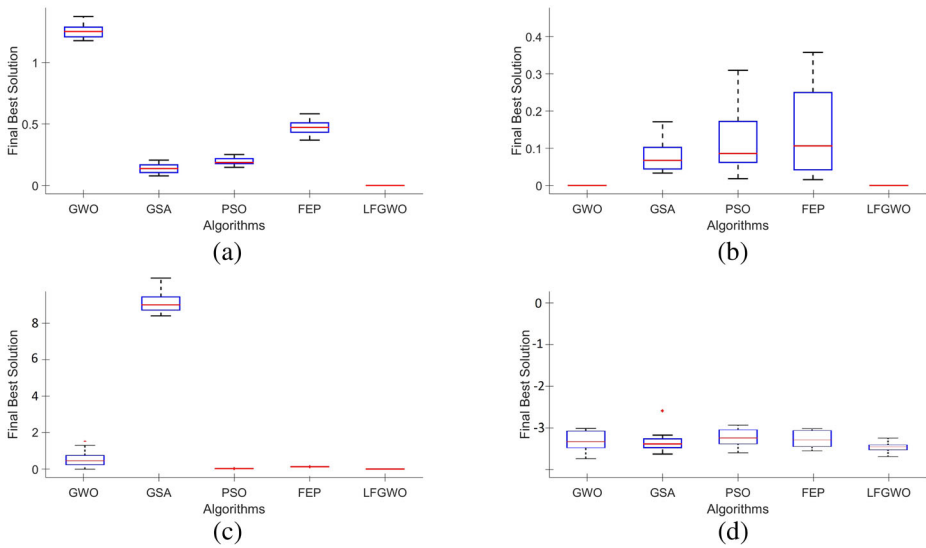 Final Best Solution
1
0.5
0
GWO GSA PSO FEP LFGWO
Algorithms
(a)
Final Best Solution
0.4
0.3
0.2
0.1
0
GWO GSA PSO FEP LFGWO
Algorithms
(b)
Final Best Solution
8
6
4
2
0
GWO GSA PSO FEP LFGWO
Algorithms
(c)
Final Best Solution
0
-1
-2
-3
GWO GSA PSO FEP LFGWO
Algorithms
(d)